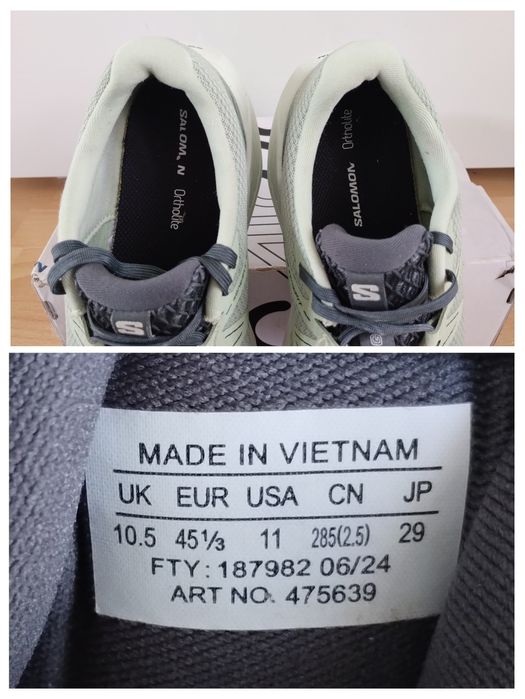 SALOM N
Ortholite
Ortholite
SALOMON
MADE IN VIETNAM
UK EUR USA CN JP
10.5 45⅓ 11 285(2.5) 29
FTY: 187982 06/24
ART NO. 475639